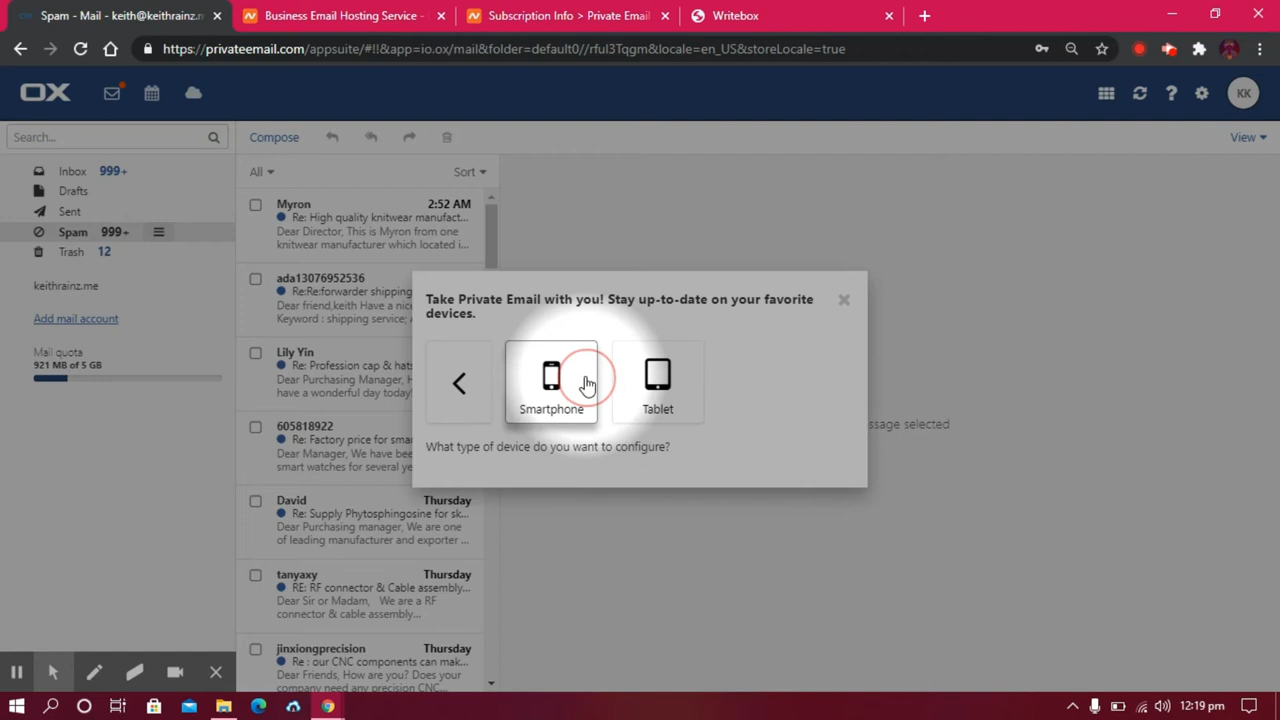 Spam - Mail - keith@keithrainz.m
Business Email Hosting Service -
Subscription Info > Private Email
Writebox
https://privateemail.com/appsuite/#!!&app=io.ox/mail&folder=default0//rful3Tqgm&locale=en_US&storeLocale=true
OX
KK
Search...
Compose
View
Inbox 999+
Drafts
Sent
Spam 999+
Trash 12
keithrainz.me
Add mail account
Mail quota
921 MB of 5 GB
All
Sort
Myron 2:52 AM
Re: High quality knitwear manufact...
Dear Director, This is Myron from one
knitwear manufacturer which located i...
ada13076952536
Re:Re:forwarder shipping
Dear friend,keith Have a nice
Keyword : shipping service; A
Lily Yin
Re: Profession cap & hats
Dear Purchasing Manager, H
have a wonderful day today!
605818922
Re: Factory price for smar
Dear Manager, We have bee
smart watches for several ye
David Thursday
Re: Supply Phytosphingosine for sk...
Dear Purchasing manager, We are one
of leading manufacturer and exporter ...
tanyaxy Thursday
RE: RF connector & Cable assembly...
Dear Sir or Madam, We are a RF
connector & cable assembly...
jinxiongprecision Thursday
Re : our CNC components can mak...
Dear Friends, How are you? Does your
company need any precision CNC
Take Private Email with you! Stay up-to-date on your favorite
devices.
Smartphone
Tablet
What type of device do you want to configure?
ssage selected
12:19 pm